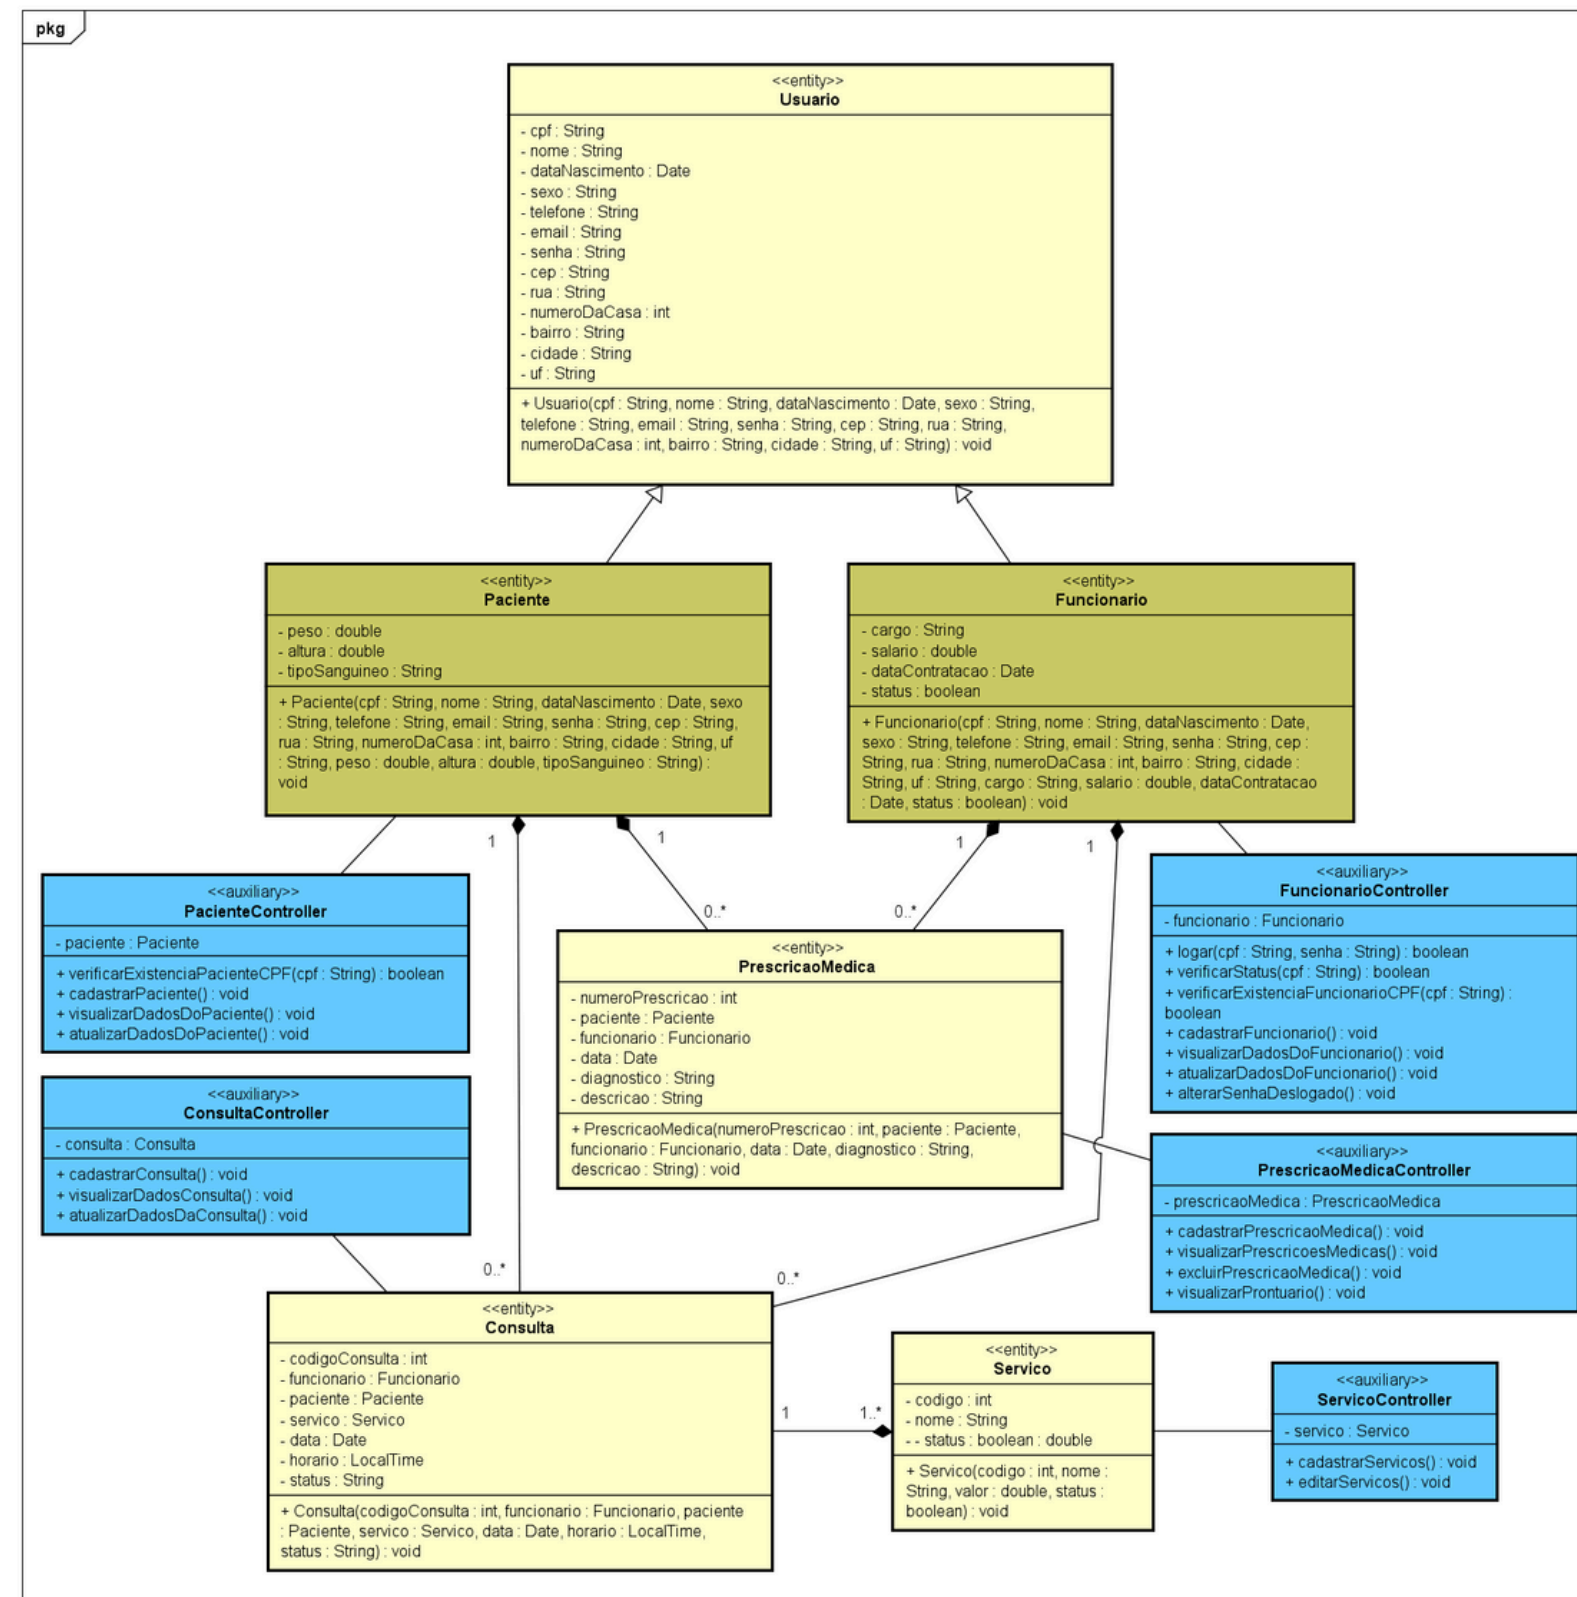 pkg
<<entity>>
Usuario
- cpf : String
- nome : String
- dataNascimento : Date
- sexo : String
- telefone : String
- email : String
- senha : String
- cep : String
- rua : String
- numeroDaCasa : int
- bairro : String
- cidade : String
- uf : String
+ Usuario(cpf : String, nome : String, dataNascimento : Date, sexo : String,
telefone : String, email : String, senha : String, cep : String, rua : String,
numeroDaCasa : int, bairro : String, cidade : String, uf : String) : void
<<entity>>
Paciente
- peso : double
- altura : double
- tipoSanguineo : String
+ Paciente(cpf : String, nome : String, dataNascimento : Date, sexo
: String, telefone : String, email : String, senha : String, cep : String,
rua : String, numeroDaCasa : int, bairro : String, cidade : String, uf
: String, peso : double, altura : double, tipoSanguineo : String) :
void
<<entity>>
Funcionario
- cargo : String
- salario : double
- dataContratacao : Date
- status : boolean
+ Funcionario(cpf : String, nome : String, dataNascimento : Date,
sexo : String, telefone : String, email : String, senha : String, cep :
String, rua : String, numeroDaCasa : int, bairro : String, cidade :
String, uf : String, cargo : String, salario : double, dataContratacao
: Date, status : boolean) : void
1
1
1
1
<<auxiliary>>
PacienteController
- paciente : Paciente
+ verificarExistenciaPacienteCPF(cpf : String) : boolean
+ cadastrarPaciente() : void
+ visualizarDadosDoPaciente() : void
+ atualizarDadosDoPaciente() : void
<<auxiliary>>
FuncionarioController
- funcionario : Funcionario
+ logar(cpf : String, senha : String) : boolean
+ verificarStatus(cpf : String) : boolean
+ verificarExistenciaFuncionarioCPF(cpf : String) :
boolean
+ cadastrarFuncionario() : void
+ visualizarDadosDoFuncionario() : void
+ atualizarDadosDoFuncionario() : void
+ alterarSenhaDeslogado() : void
0..*
0..*
<<entity>>
PrescricaoMedica
- numeroPrescricao : int
- paciente : Paciente
- funcionario : Funcionario
- data : Date
- diagnostico : String
- descricao : String
+ PrescricaoMedica(numeroPrescricao : int, paciente : Paciente,
funcionario : Funcionario, data : Date, diagnostico : String,
descricao : String) : void
<<auxiliary>>
ConsultaController
- consulta : Consulta
+ cadastrarConsulta() : void
+ visualizarDadosConsulta() : void
+ atualizarDadosDaConsulta() : void
<<auxiliary>>
PrescricaoMedicaController
- prescricaoMedica : PrescricaoMedica
+ cadastrarPrescricaoMedica() : void
+ visualizarPrescricoesMedicas() : void
+ excluirPrescricaoMedica() : void
+ visualizarProntuario() : void
0..*
0..*
<<entity>>
Consulta
- codigoConsulta : int
- funcionario : Funcionario
- paciente : Paciente
- servico : Servico
- data : Date
- horario : LocalTime
- status : String
+ Consulta(codigoConsulta : int, funcionario : Funcionario, paciente
: Paciente, servico : Servico, data : Date, horario : LocalTime,
status : String) : void
1
1..*
<<entity>>
Servico
- codigo : int
- nome : String
- - status : boolean : double
+ Servico(codigo : int, nome :
String, valor : double, status :
boolean) : void
<<auxiliary>>
ServicoController
- servico : Servico
+ cadastrarServicos() : void
+ editarServicos() : void